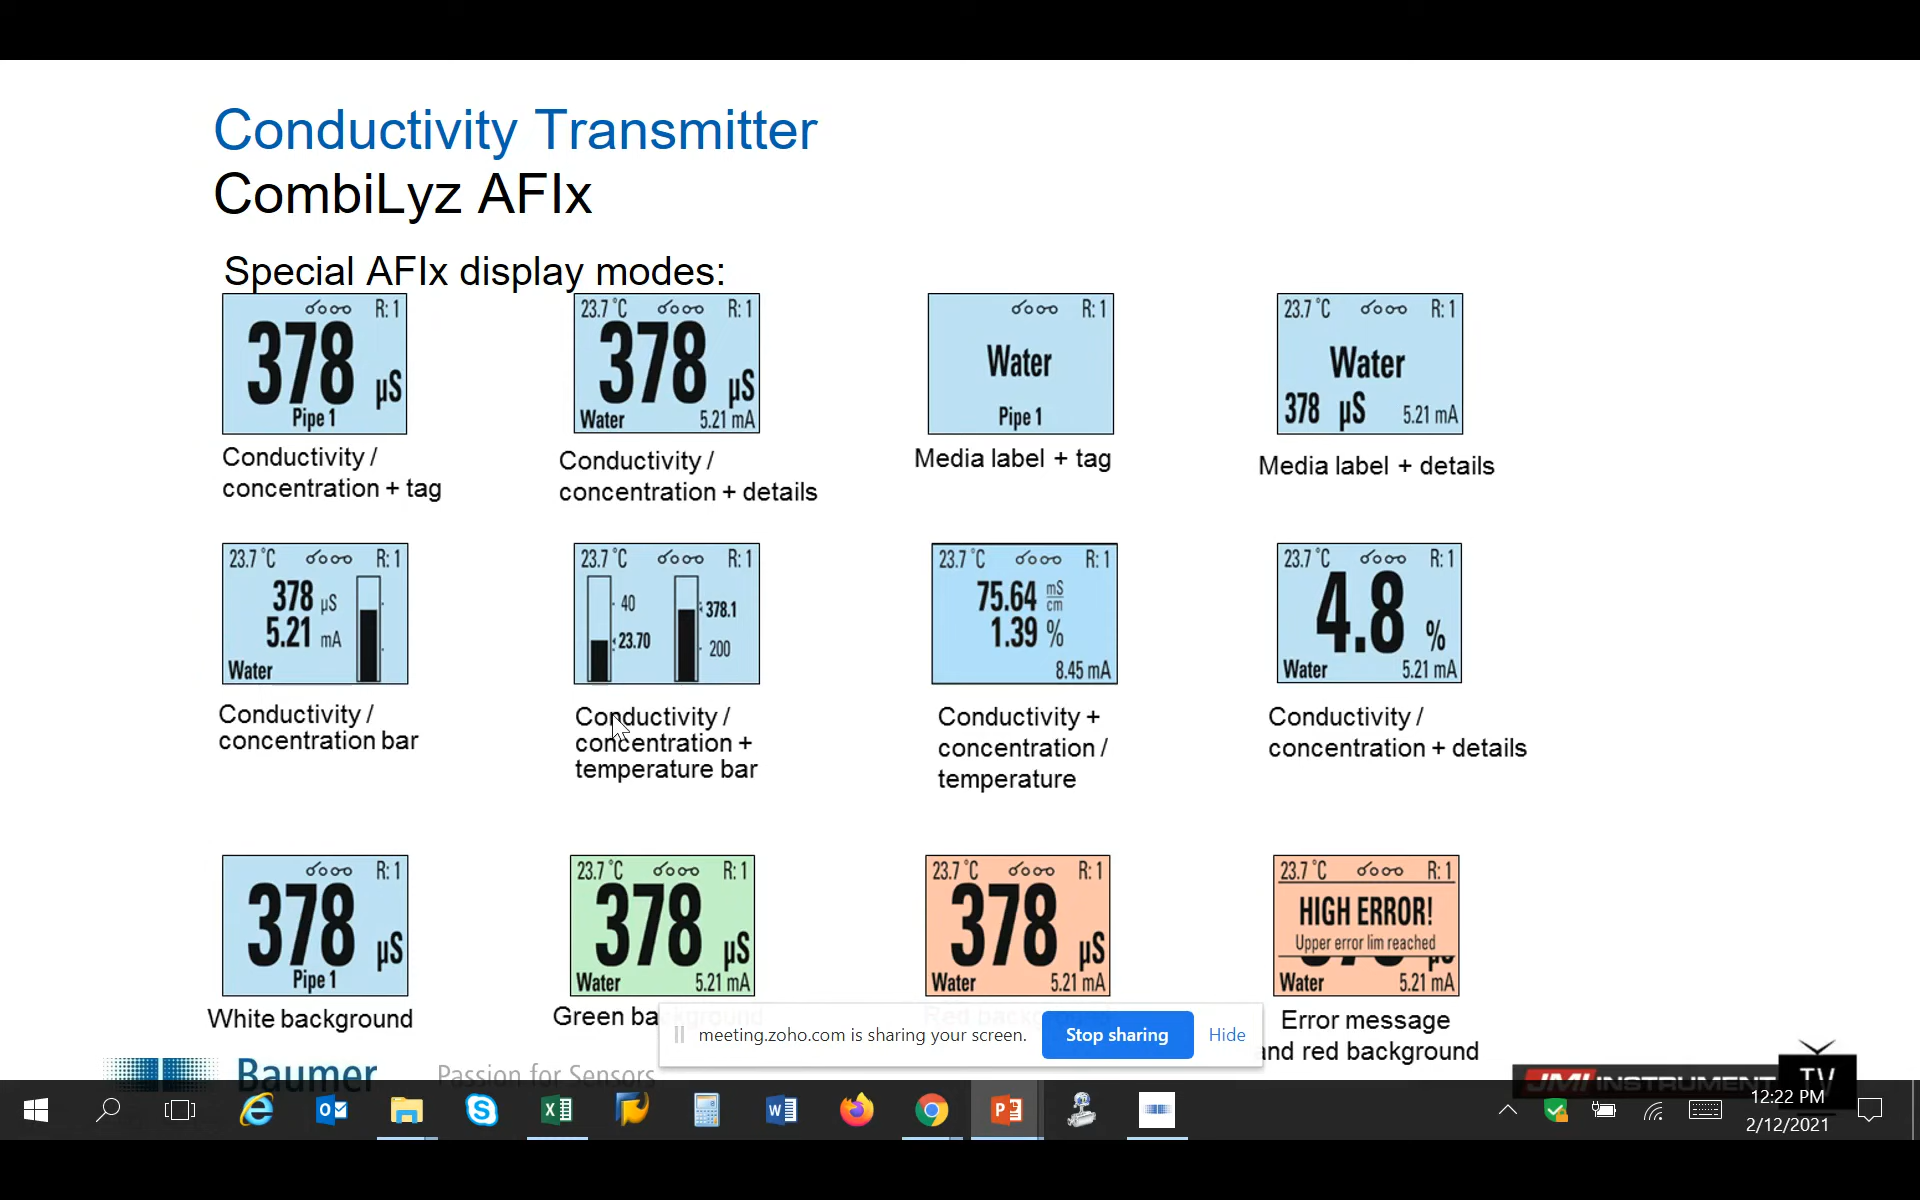 Conductivity Transmitter
CombiLyz AFIx
Special AFIx display modes:
R: 1
378 µS
Pipe 1
Conductivity /
concentration + tag
23.7 °C R: 1
378 µS
Water 5.21 mA
Conductivity /
concentration + details
R: 1
Water
Pipe 1
Media label + tag
23.7 °C R: 1
Water
378 µS 5.21 mA
Media label + details
23.7 °C R: 1
378 µS
5.21 mA
Water
Conductivity /
concentration bar
23.7 °C R: 1
40 378.1
23.70 200
Conductivity /
concentration +
temperature bar
23.7 °C R: 1
75.64 mS/cm
1.39 %
8.45 mA
Conductivity +
concentration /
temperature
23.7 °C R: 1
4.8 %
Water 5.21 mA
Conductivity /
concentration + details
R: 1
378 µS
Pipe 1
White background
23.7 °C R: 1
378 µS
Water 5.21 mA
Green background
23.7 °C R: 1
378 µS
Water 5.21 mA
Red background
23.7 °C R: 1
HIGH ERROR!
Upper error lim reached
µS
Water 5.21 mA
Error message
and red background
meeting.zoho.com is sharing your screen. Stop sharing Hide
Baumer Passion for Sensors
JMI INSTRUMENT TV
12:22 PM
2/12/2021